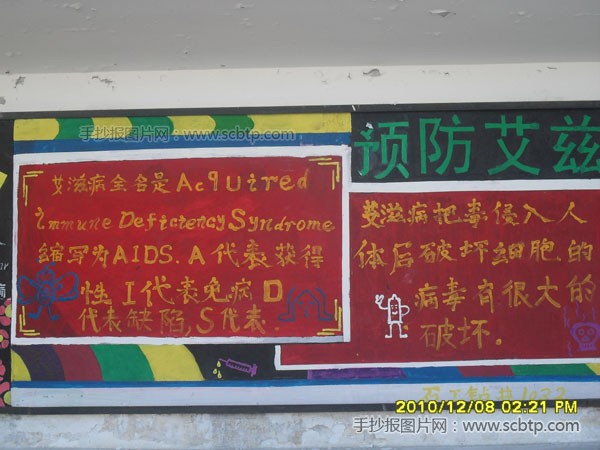 手抄报图片网 www.scbtp.com
预防艾兹
艾滋病全名是Acquired
Immune Deficiency Syndrome
缩写为AIDS.A代表获得
性,I代表免病D
代表缺陷,S代表.
艾滋病把毒侵入人
体后破坏细胞的
病毒有很大的
破坏。
2010/12/08 02:21 PM
手抄报图片网:www.scbtp.com